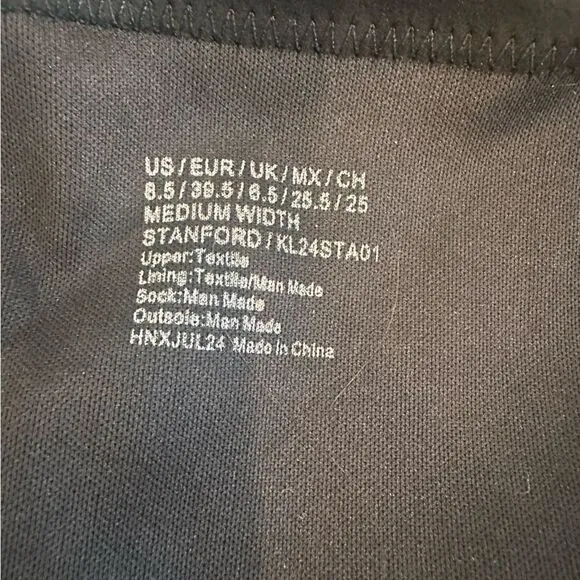 US/EUR/UK/MX/CH
8.5/39.5/6.5/25.5/25
MEDIUM WIDTH
STANFORD/KL24STA01
Upper:Textile
Lining:Textile/Man Made
Sock:Man Made
Outsole:Man Made
HNXJUL24 Made in China